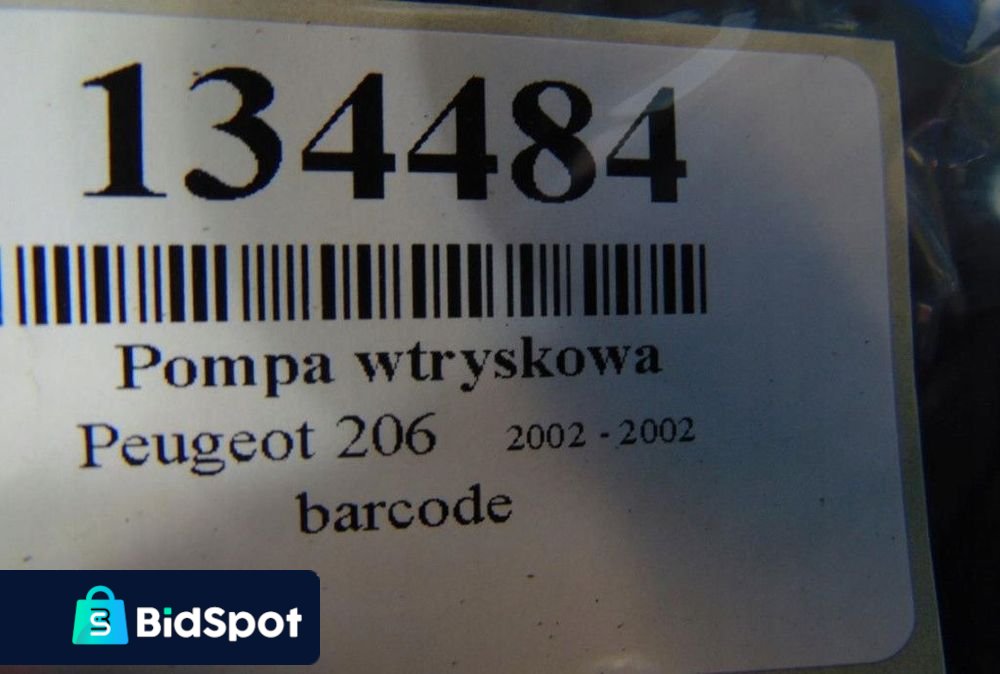 134484
Pompa wtryskowa
Peugeot 206 2002 - 2002
barcode
BidSpot